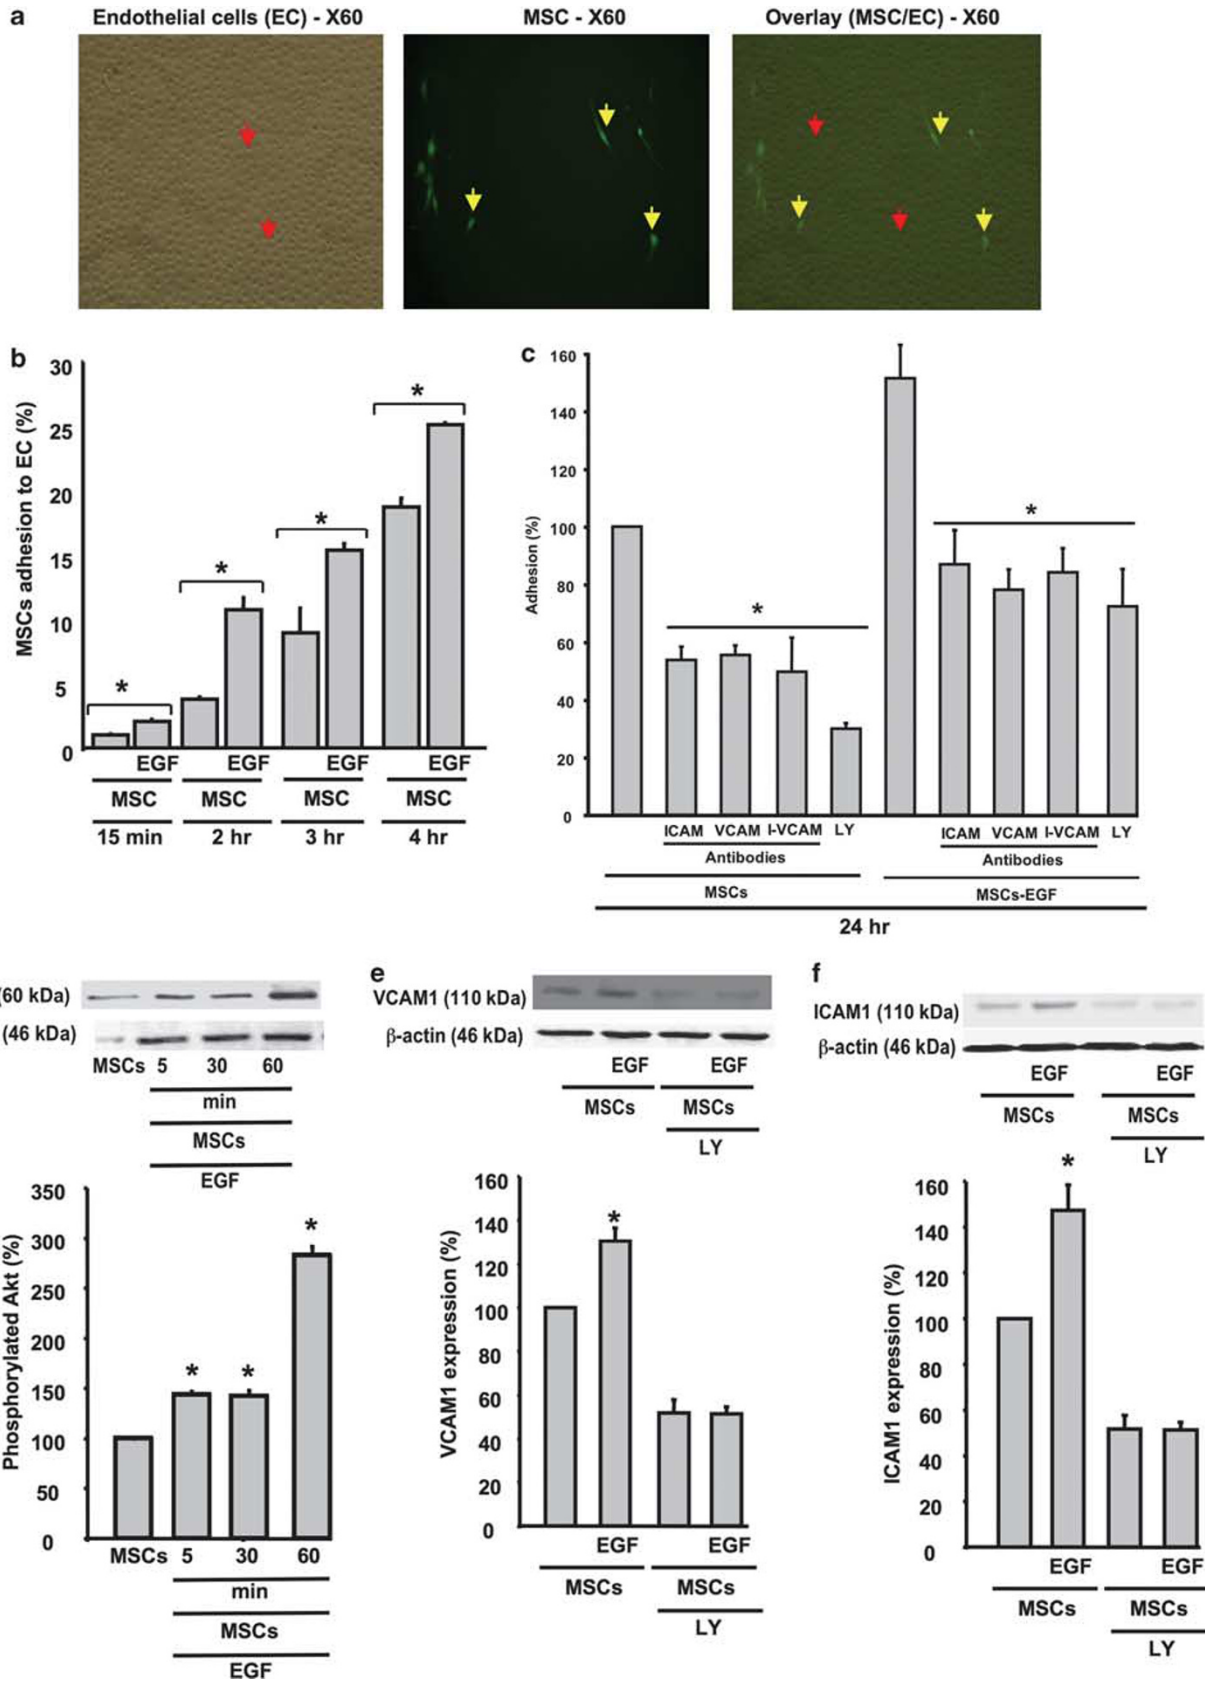 a
Endothelial cells (EC) - X60
MSC - X60
Overlay (MSC/EC) - X60
b
MSCs adhesion to EC (%)
30
25
20
15
10
5
0
*
*
*
*
EGF
EGF
EGF
EGF
MSC
MSC
MSC
MSC
15 min
2 hr
3 hr
4 hr
c
Adhesion (%)
160
140
120
100
80
60
40
20
0
*
*
ICAM
VCAM
I-VCAM
LY
ICAM
VCAM
I-VCAM
LY
Antibodies
Antibodies
MSCs
MSCs-EGF
24 hr
(60 kDa)
(46 kDa)
MSCs
5
30
60
min
MSCs
EGF
Phosphorylated Akt (%)
350
300
250
200
150
100
50
0
*
*
*
MSCs
5
30
60
min
MSCs
EGF
e
VCAM1 (110 kDa)
β-actin (46 kDa)
EGF
EGF
MSCs
MSCs
LY
VCAM1 expression (%)
160
140
120
100
80
60
40
20
0
*
EGF
EGF
MSCs
MSCs
LY
f
ICAM1 (110 kDa)
β-actin (46 kDa)
EGF
EGF
MSCs
MSCs
LY
ICAM1 expression (%)
160
140
120
100
80
60
40
20
0
*
EGF
EGF
MSCs
MSCs
LY